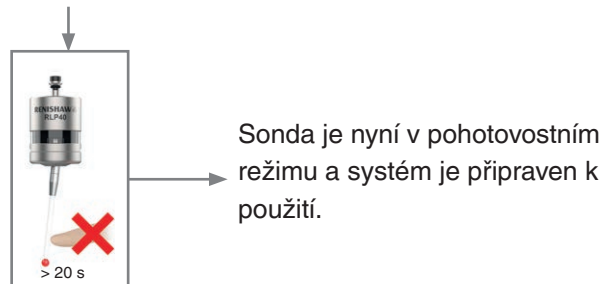 RENISHAW
RLP40
> 20 s
Sonda je nyní v pohotovostním
režimu a systém je připraven k
použití.